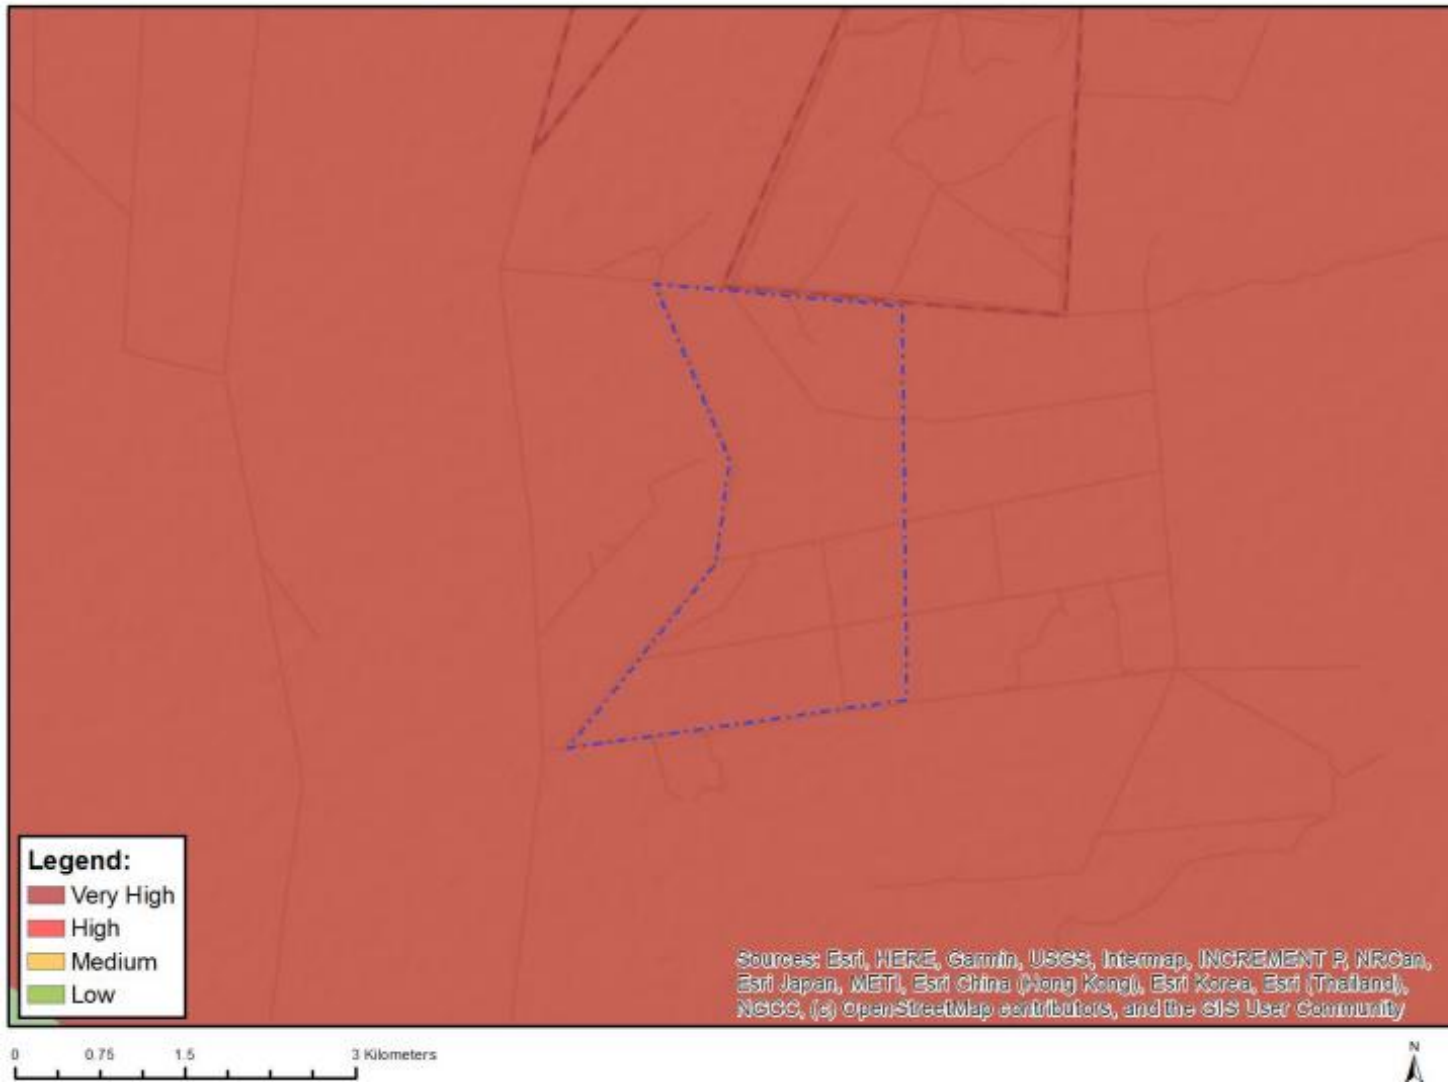 Legend:
Very High
High
Medium
Low
Sources: Esri, HERE, Garmin, USGS, Intermap, INCREMENT P, NRCan,
Esri Japan, METI, Esri China (Hong Kong), Esri Korea, Esri (Thailand),
NGCC, (c) OpenStreetMap contributors, and the GIS User Community
0 0.75 1.5 3 Kilometers
N